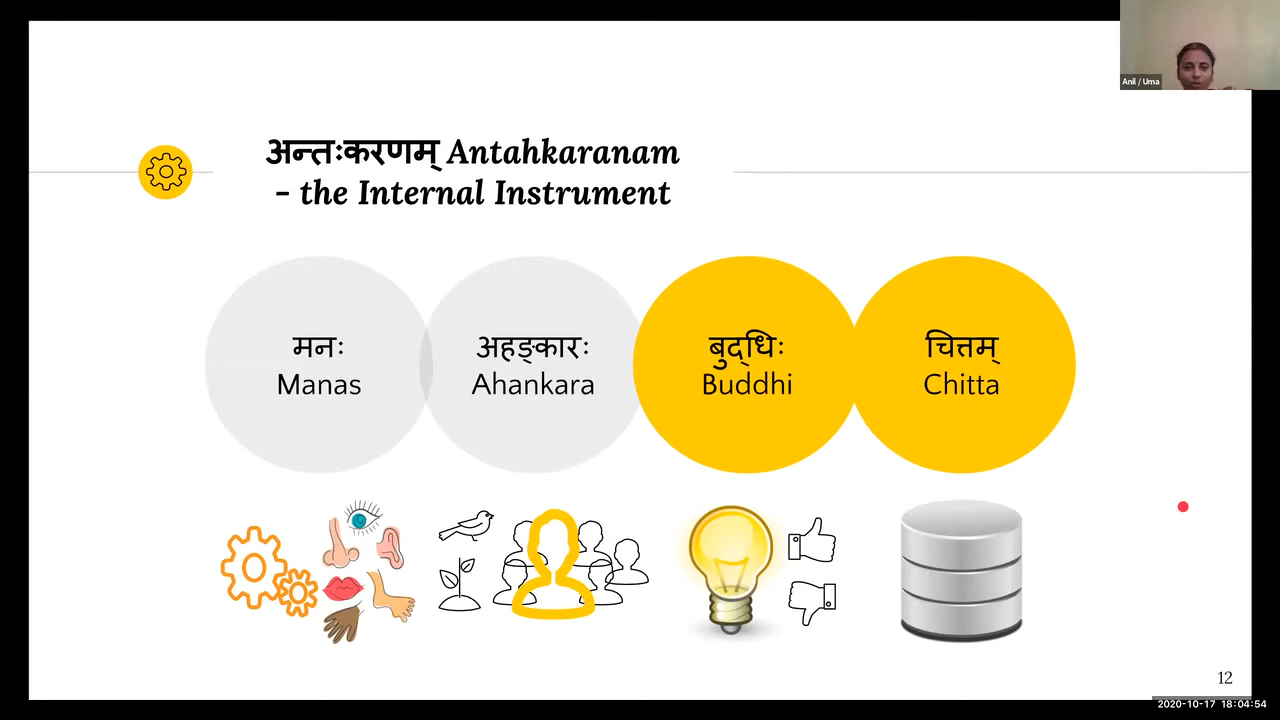 Anil / Uma
अन्तःकरणम् Antahkaranam
- the Internal Instrument
मनः
Manas
अहङ्कारः
Ahankara
बुद्धिः
Buddhi
चित्तम्
Chitta
12
2020-10-17 18:04:54